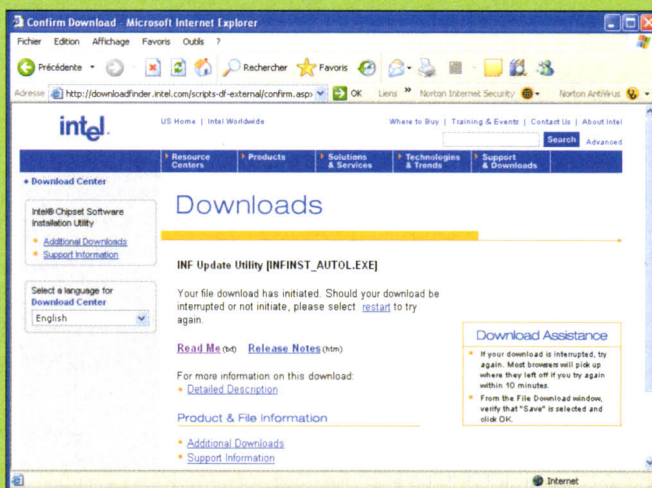 Confirm Download - Microsoft Internet Explorer
Fichier Edition Affichage Favoris Outils ?
Précédente Rechercher Favoris
Adresse http://downloadfinder.intel.com/scripts-df-external/confirm.asp OK Liens » Norton Internet Security Norton AntiVirus
intel. US Home | Intel Worldwide Where to Buy | Training & Events | Contact Us | About Intel
Search Advanced
Resource Centers Products Solutions & Services Technologies & Trends Support & Downloads
Download Center
Intel® Chipset Software
Installation Utility
Additional Downloads
Support Information
Select a language for
Download Center
English
Downloads
INF Update Utility [INFINST_AUTOL.EXE]
Your file download has initiated. Should your download be
interrupted or not initiate, please select restart to try
again.
Read Me (txt) Release Notes (htm)
For more information on this download:
Detailed Description
Product & File Information
Additional Downloads
Support Information
Download Assistance
If your download is interrupted, try
again. Most browsers will pick up
where they left off if you try again
within 10 minutes.
From the File Download window,
verify that "Save" is selected and
click OK.
Internet